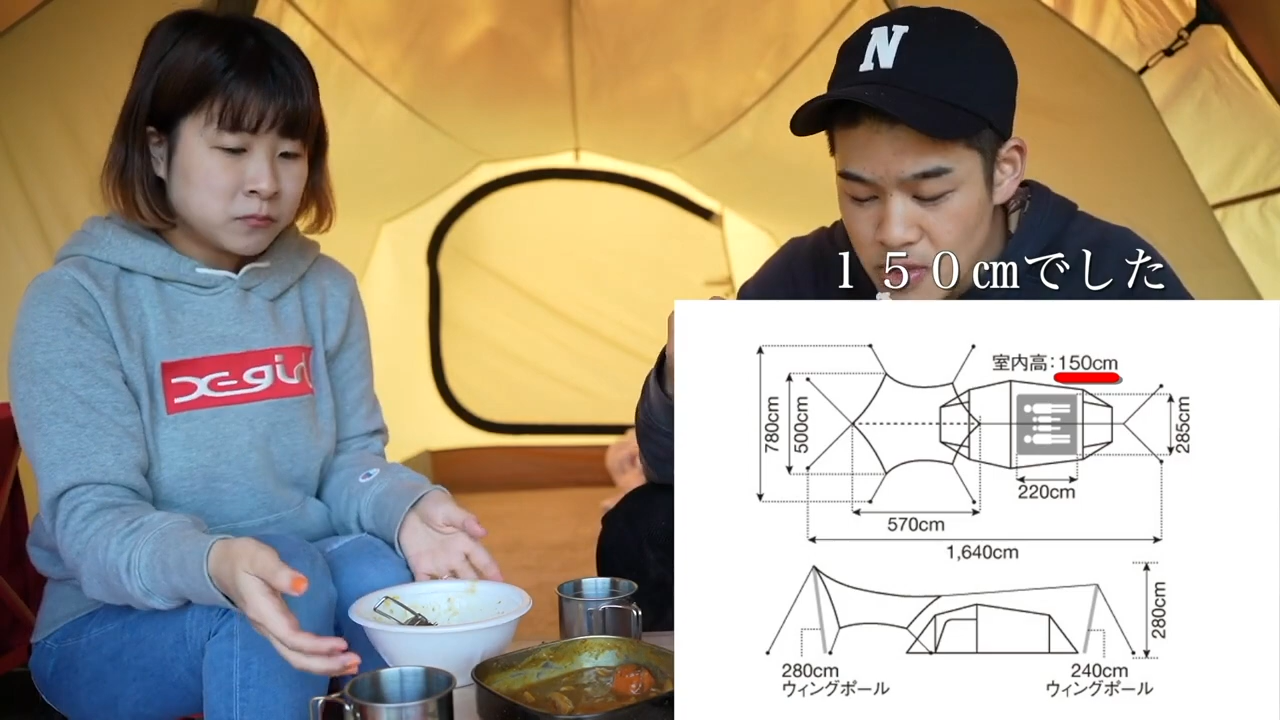 N
X-girl
１５０㎝でした
室内高：150cm
780cm
500cm
285cm
220cm
570cm
1,640cm
280cm
280cm
ウィングポール
240cm
ウィングポール